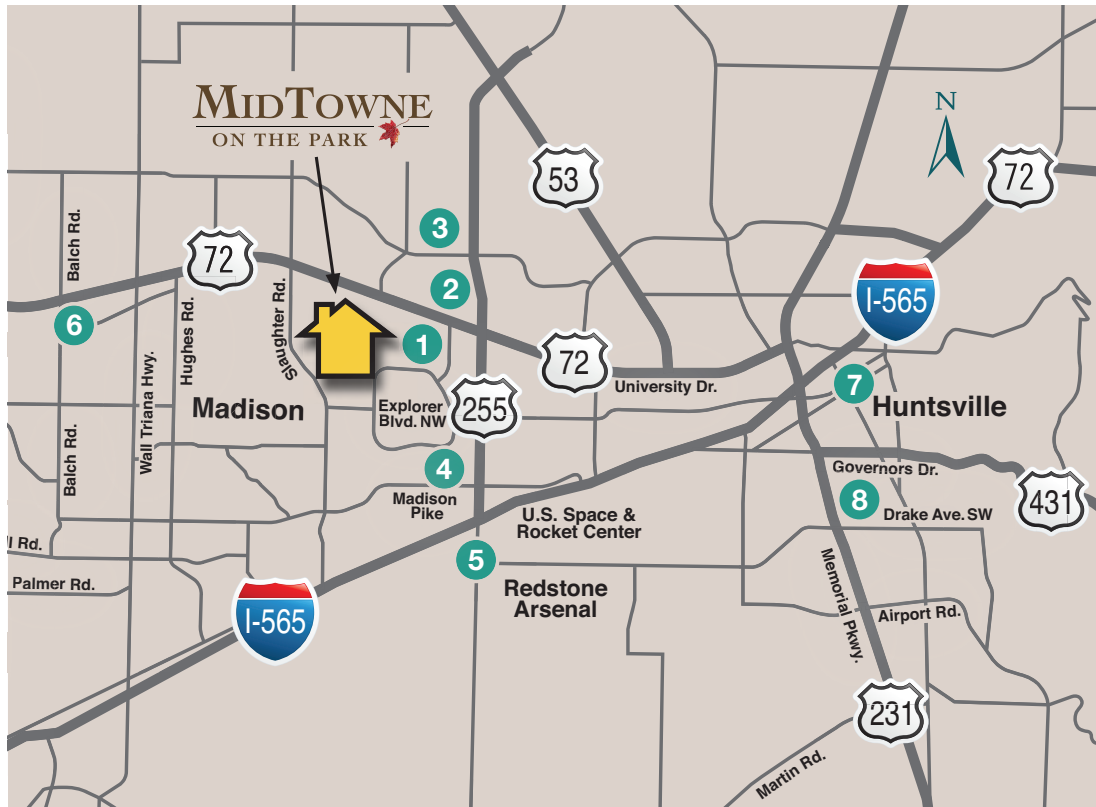 MIDTOWNE
ON THE PARK
N
53
72
3
Balch Rd.
72
2
I-565
6
Hughes Rd.
Slaughter Rd.
1
72
University Dr.
7
Wall Triana Hwy.
Madison
Explorer
Blvd. NW
255
Huntsville
Balch Rd.
4
Madison
Pike
Governors Dr.
8
431
U.S. Space &
Rocket Center
Drake Ave. SW
ll Rd.
5
Palmer Rd.
Redstone
Arsenal
Memorial Pkwy.
I-565
Airport Rd.
231
Martin Rd.